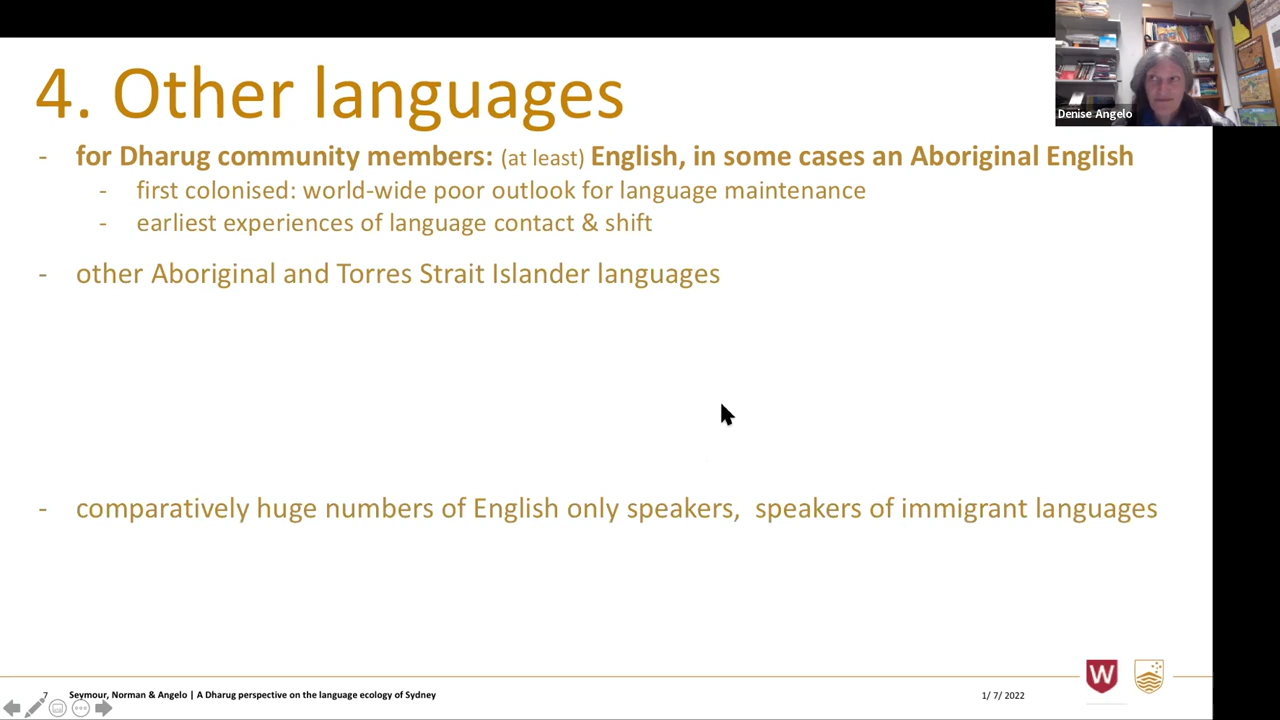 Denise Angelo
4. Other languages
- for Dharug community members: (at least) English, in some cases an Aboriginal English
- first colonised: world-wide poor outlook for language maintenance
- earliest experiences of language contact & shift
- other Aboriginal and Torres Strait Islander languages
- comparatively huge numbers of English only speakers, speakers of immigrant languages
7 Seymour, Norman & Angelo | A Dharug perspective on the language ecology of Sydney 1/ 7/ 2022
W